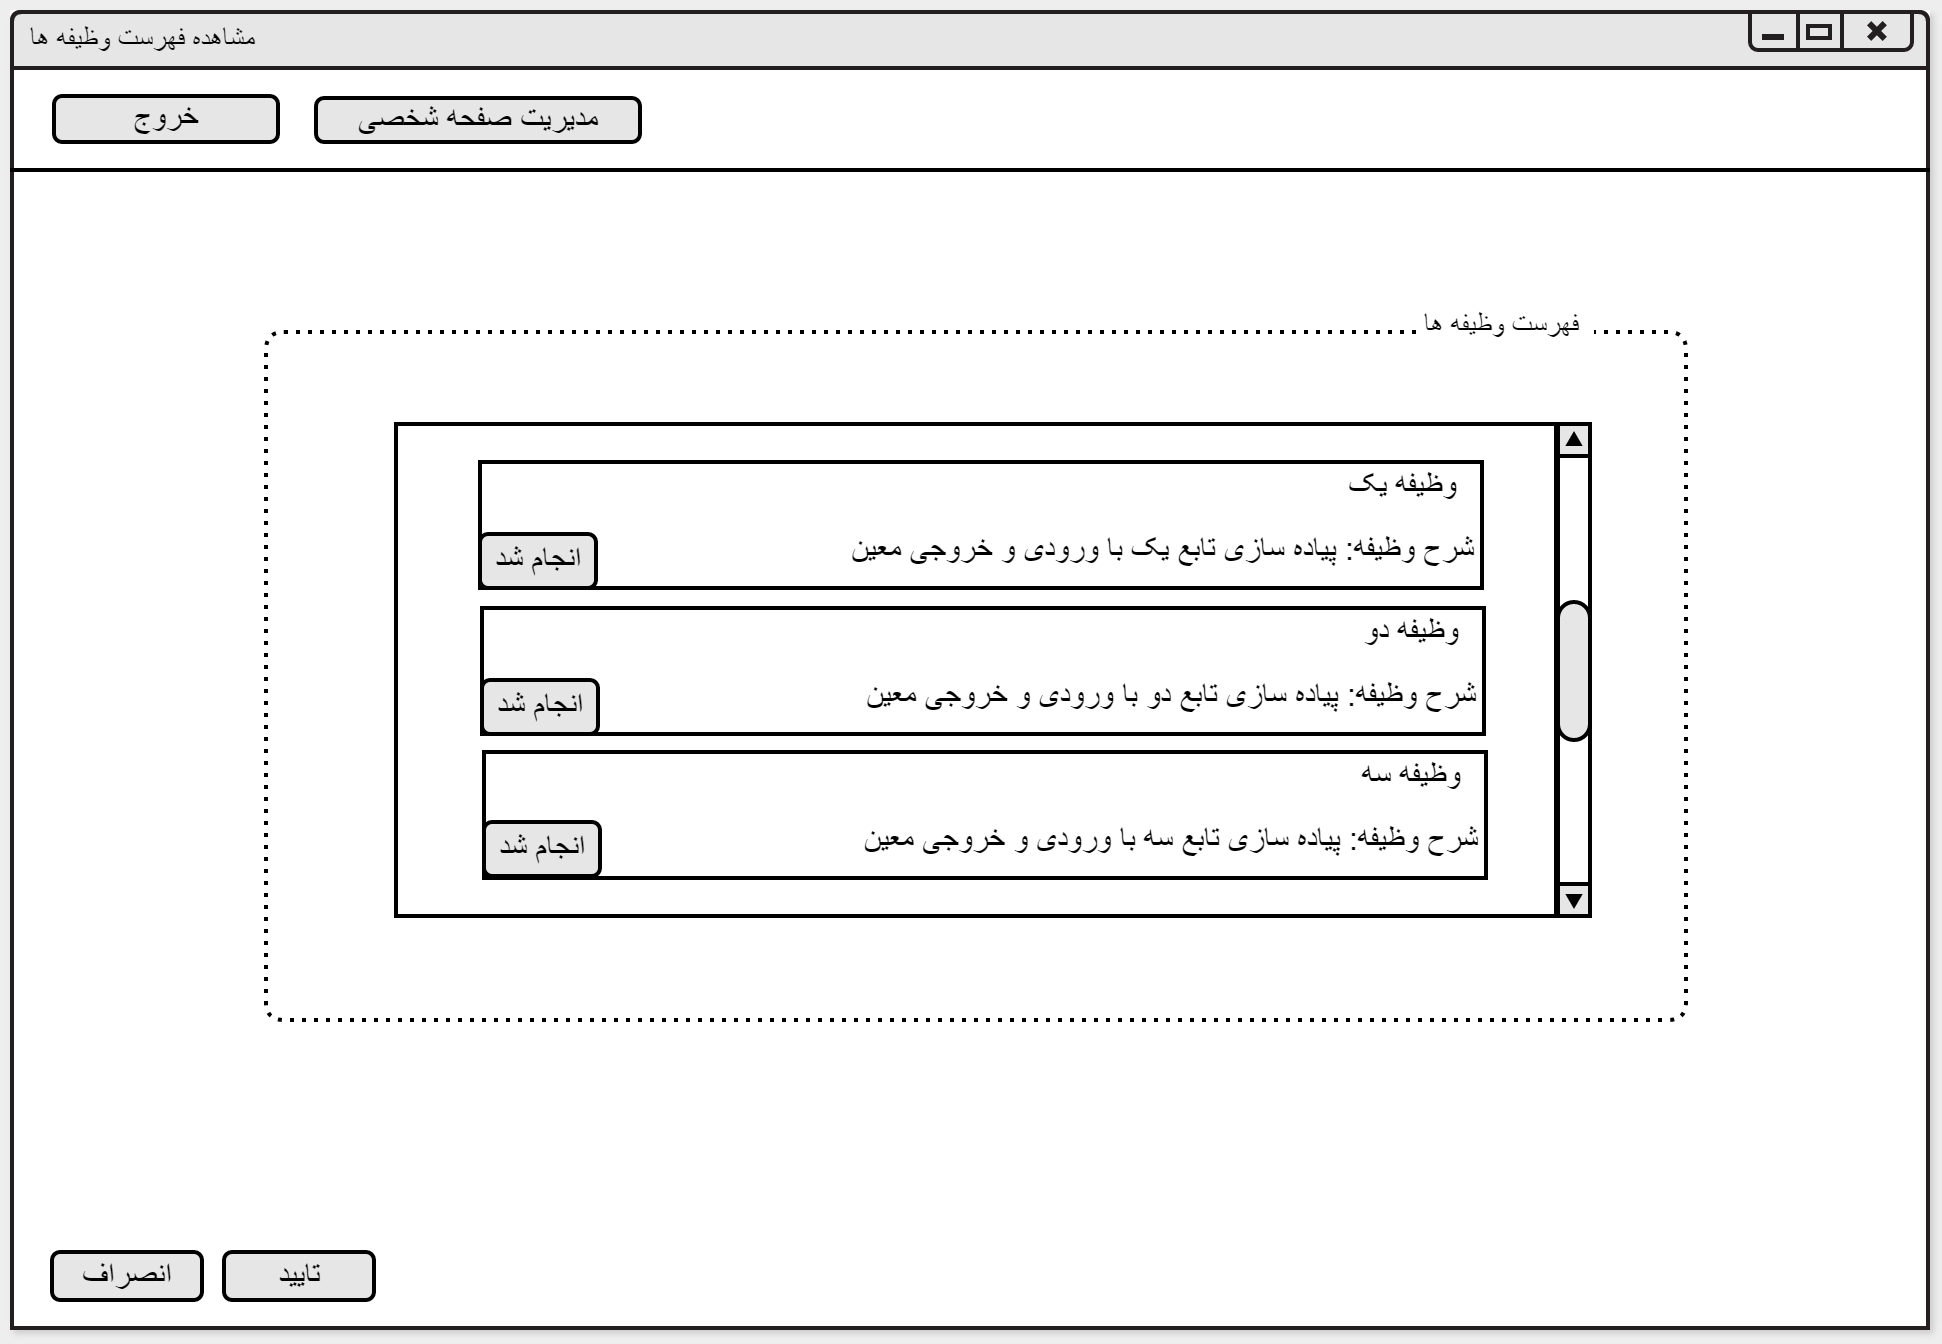 مشاهده فهرست وظیفه ها
مدیریت صفحه شخصی
خروج
فهرست وظیفه ها
وظیفه یک
شرح وظیفه: پیاده سازی تابع یک با ورودی و خروجی معین
انجام شد
وظیفه دو
شرح وظیفه: پیاده سازی تابع دو با ورودی و خروجی معین
انجام شد
وظیفه سه
شرح وظیفه: پیاده سازی تابع سه با ورودی و خروجی معین
انجام شد
تایید
انصراف